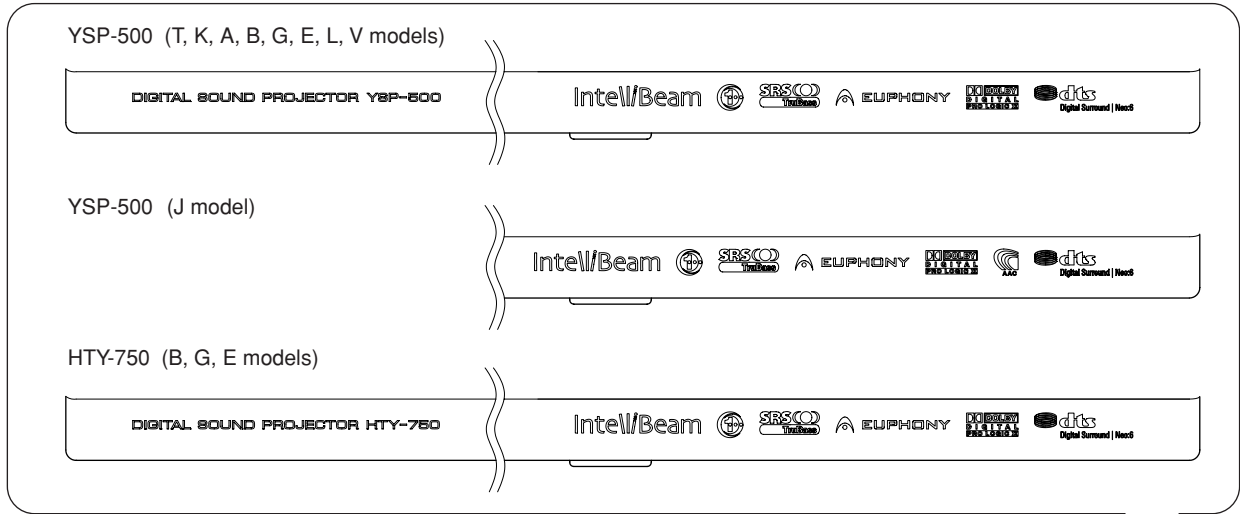 YSP-500 (T, K, A, B, G, E, L, V models)
DIGITAL SOUND PROJECTOR YSP-500 IntelliBeam SRS TruBass EUPHONY DOLBY DIGITAL PRO LOGIC II dts Digital Surround | Neo:6
YSP-500 (J model)
IntelliBeam SRS TruBass EUPHONY DOLBY DIGITAL PRO LOGIC II AAC dts Digital Surround | Neo:6
HTY-750 (B, G, E models)
DIGITAL SOUND PROJECTOR HTY-750 IntelliBeam SRS TruBass EUPHONY DOLBY DIGITAL PRO LOGIC II dts Digital Surround | Neo:6